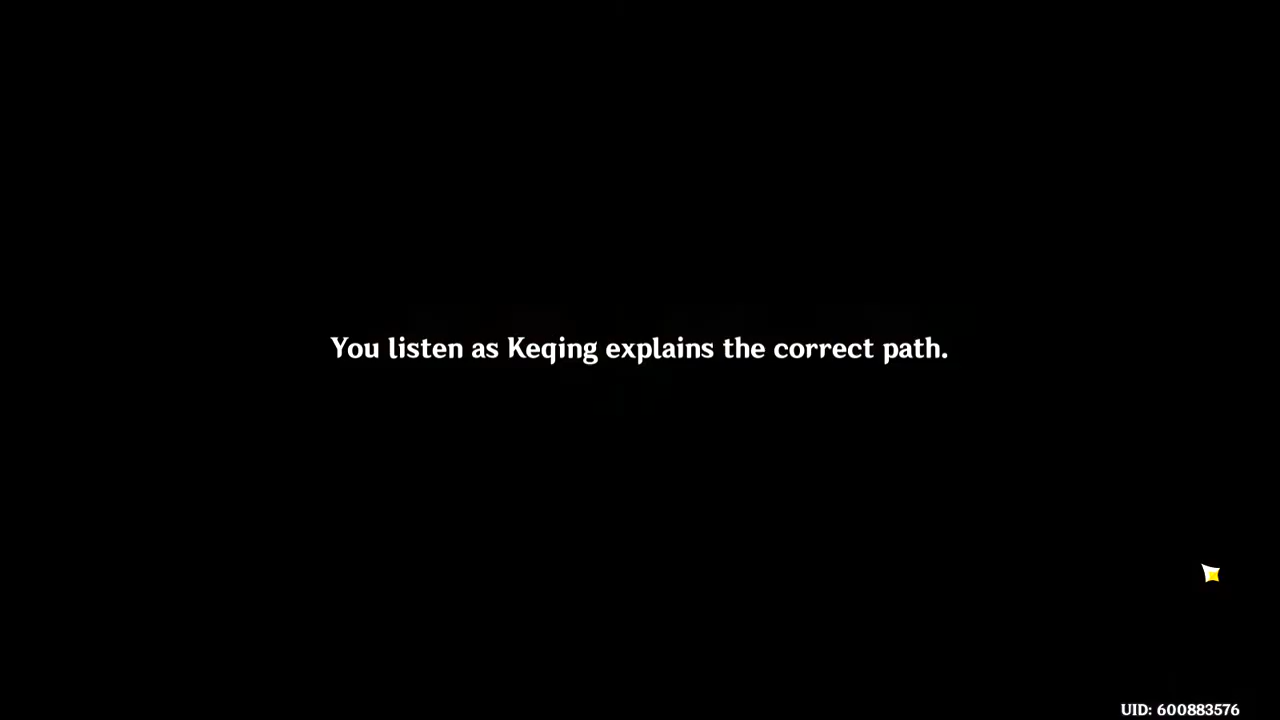 You listen as Keqing explains the correct path.
UID: 600883576